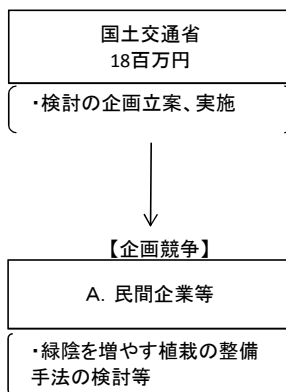 国土交通省
18百万円
・検討の企画立案、実施
【企画競争】
A．民間企業等
・緑陰を増やす植栽の整備
手法の検討等